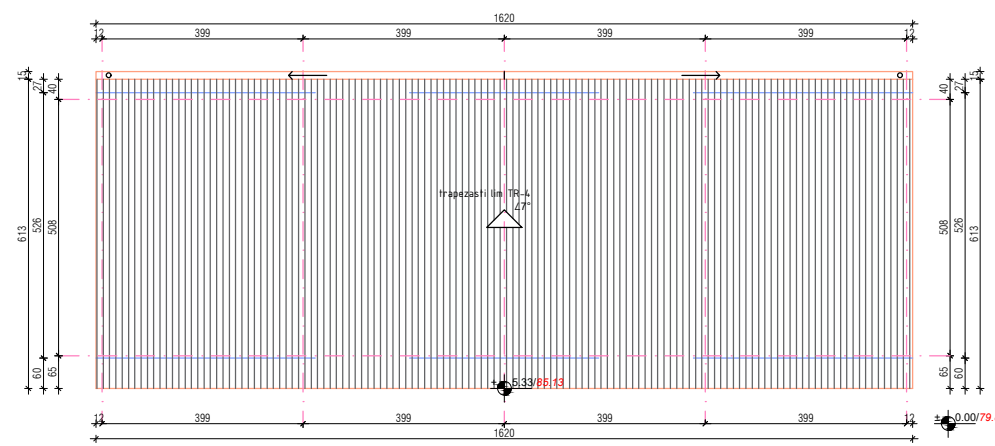 1620
12 399 399 399 399 12
15 27 40
40 27 15
trapezasti lim TR-4
∠7°
613 526 508
508 526 613
60 65
65 60
± 5.33/85.13
12 399 399 399 399 12
± 0.00/79.
1620